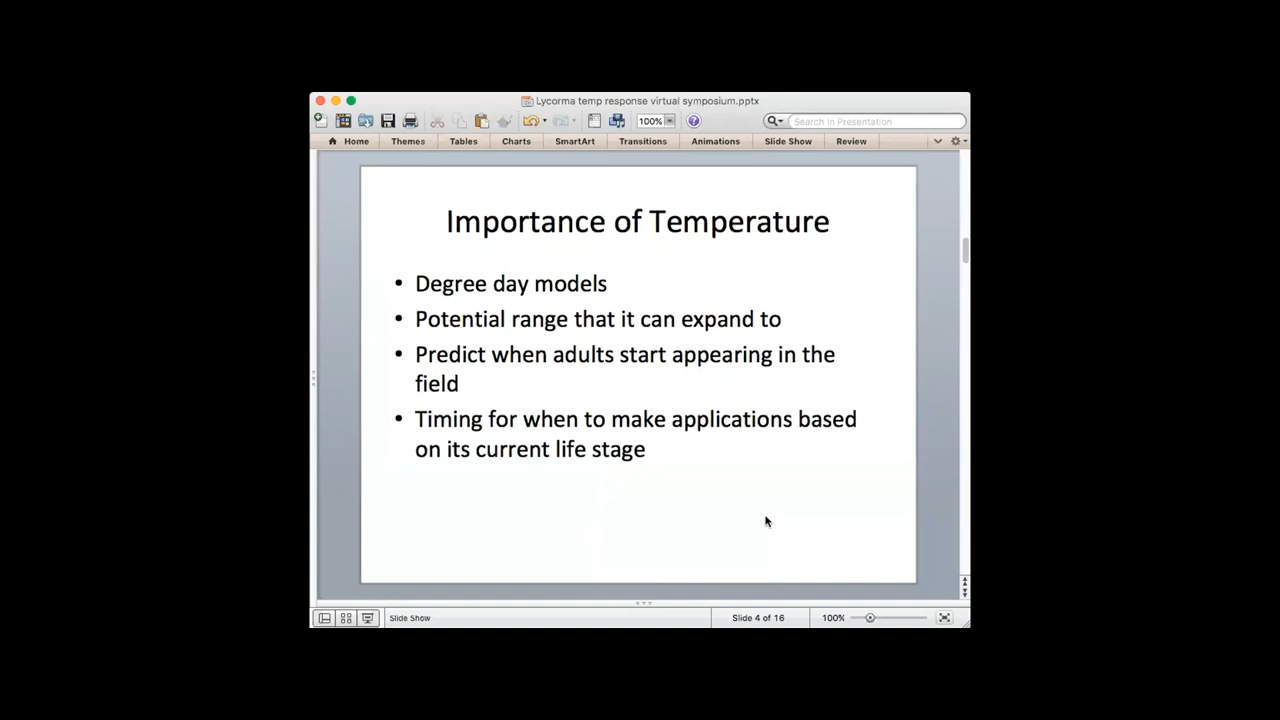 Lycorma temp response virtual symposium.pptx
100%
Search in Presentation
Home Themes Tables Charts SmartArt Transitions Animations Slide Show Review
Importance of Temperature
• Degree day models
• Potential range that it can expand to
• Predict when adults start appearing in the
field
• Timing for when to make applications based
on its current life stage
Slide Show
Slide 4 of 16
100%